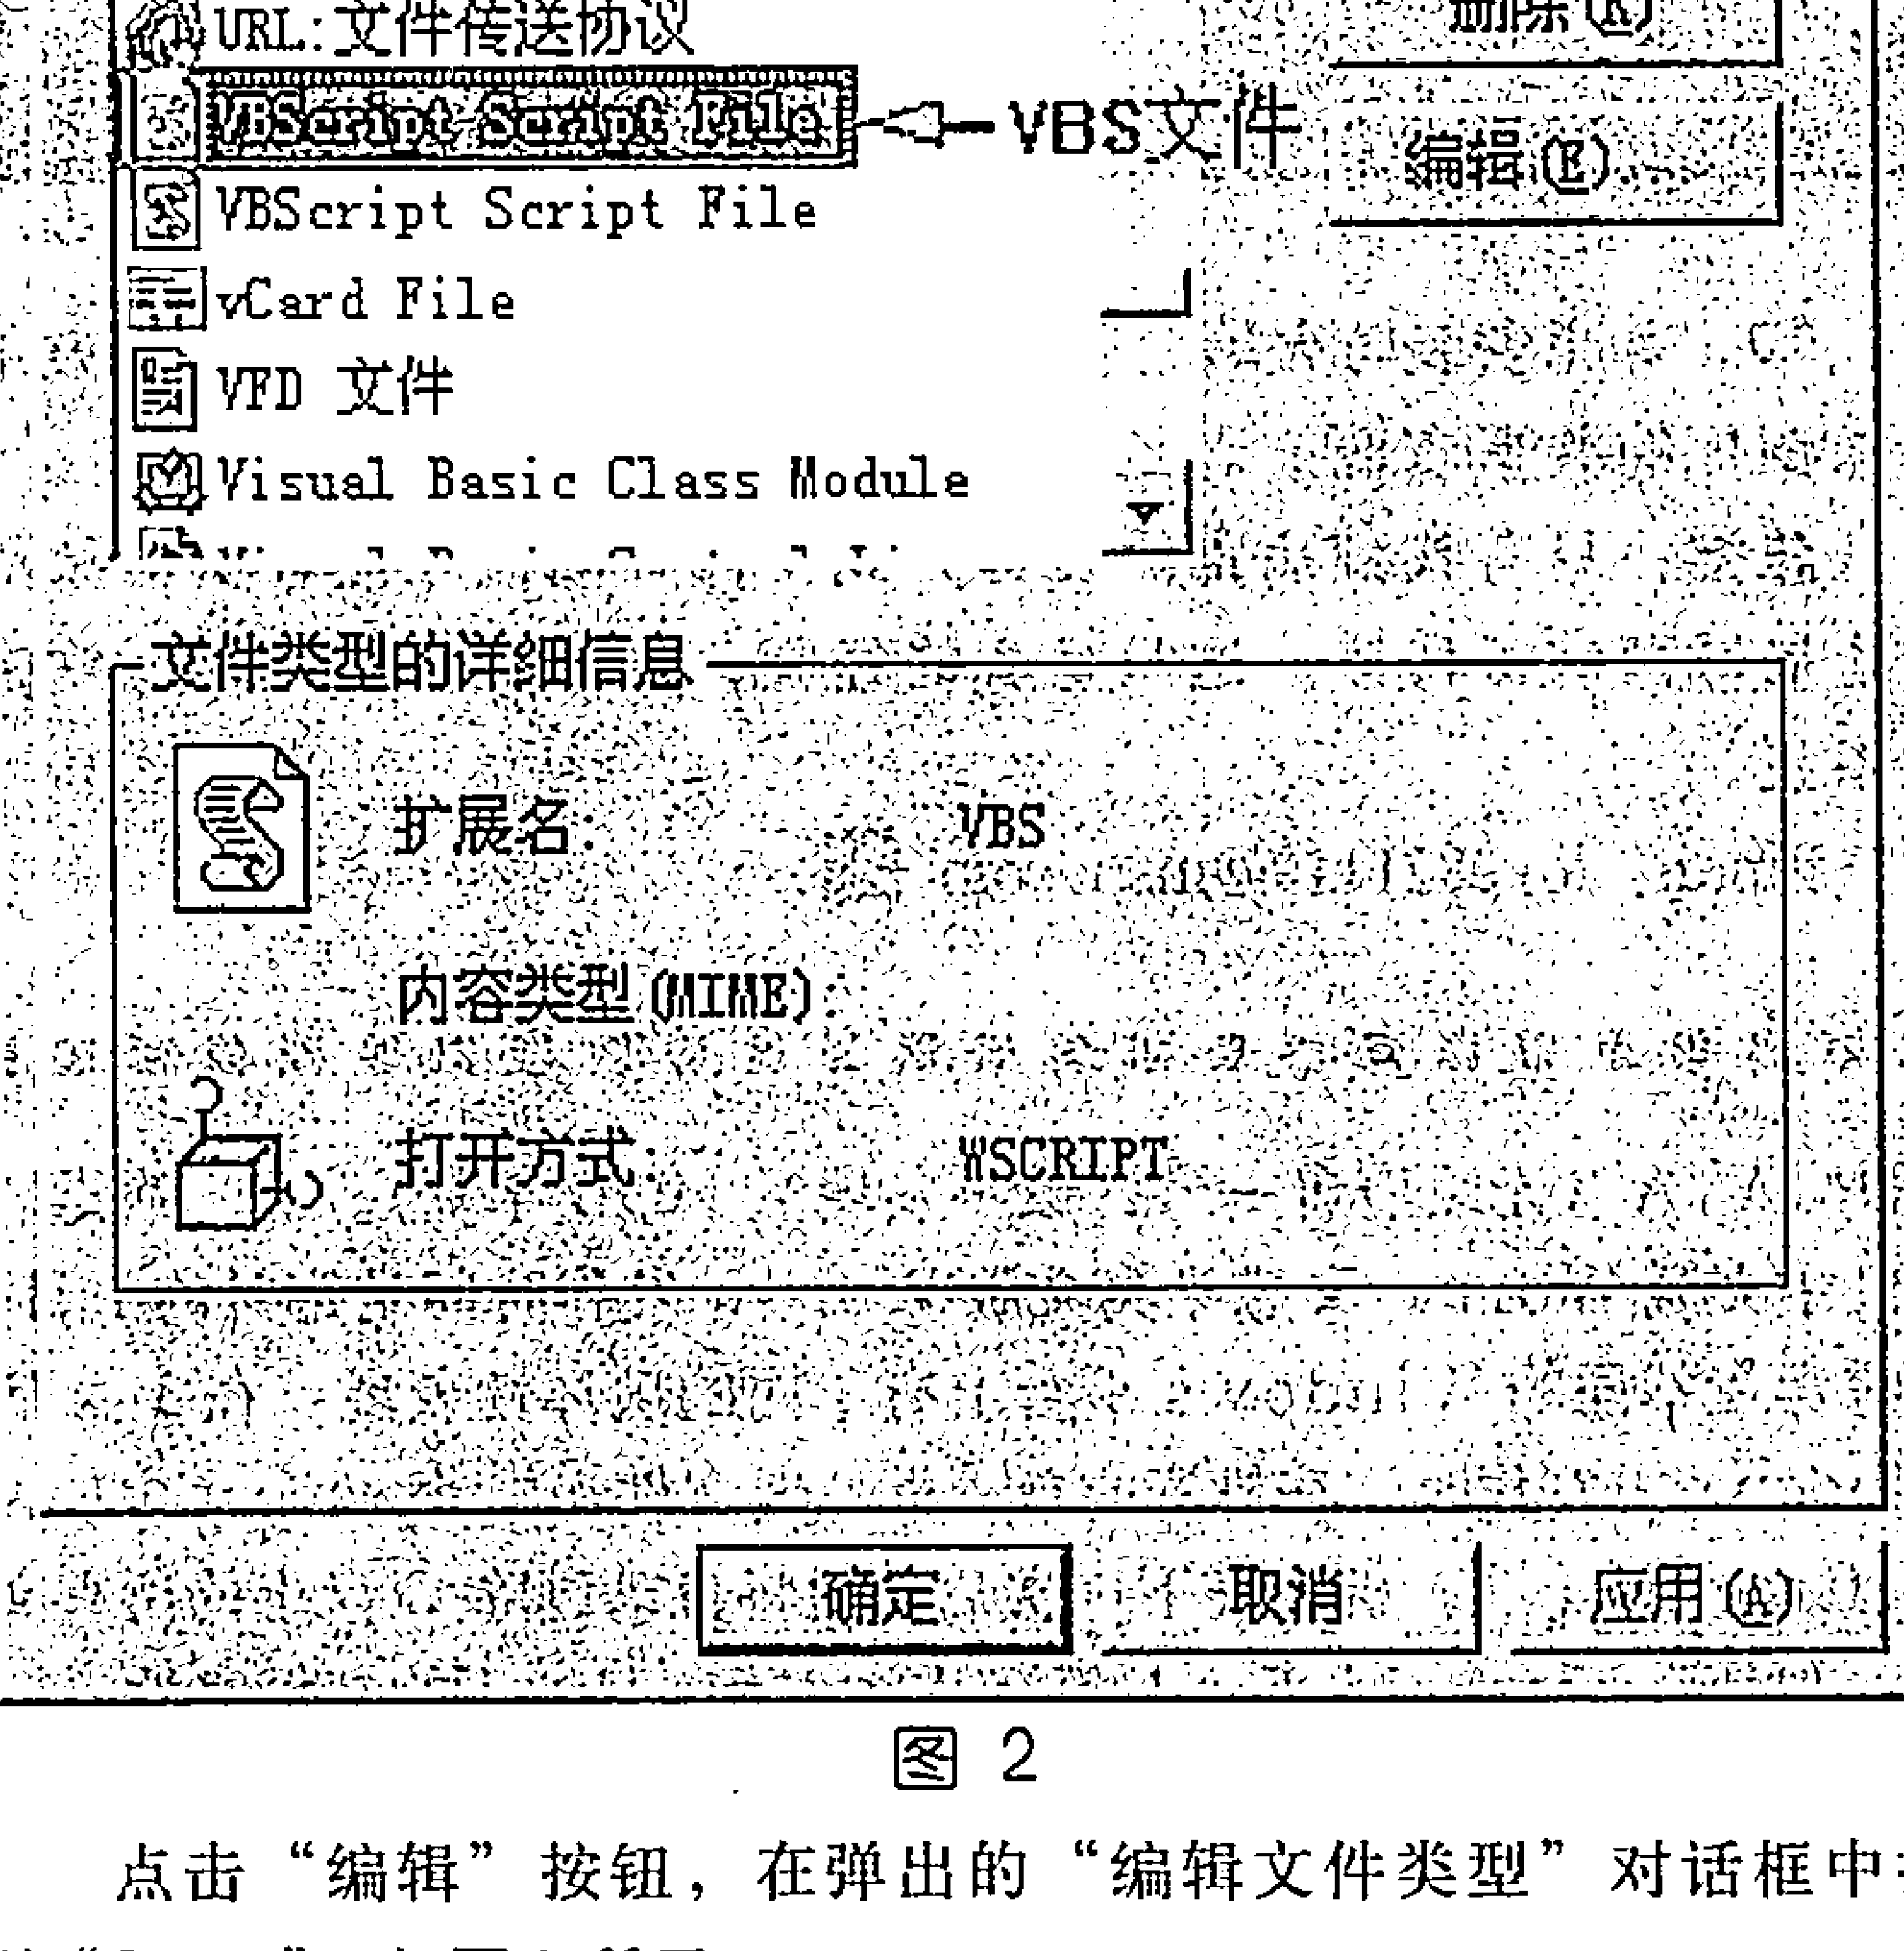 URL:文件传送协议
删除(R)
VBScript Script File
VBS文件
编辑(E)
VBScript Script File
vCard File
VFD 文件
Visual Basic Class Module
文件类型的详细信息
扩展名:
VBS
内容类型(MIME):
打开方式:
WSCRIPT
确定
取消
应用(A)
图 2
点击“编辑”按钮，在弹出的“编辑文件类型”对话框中